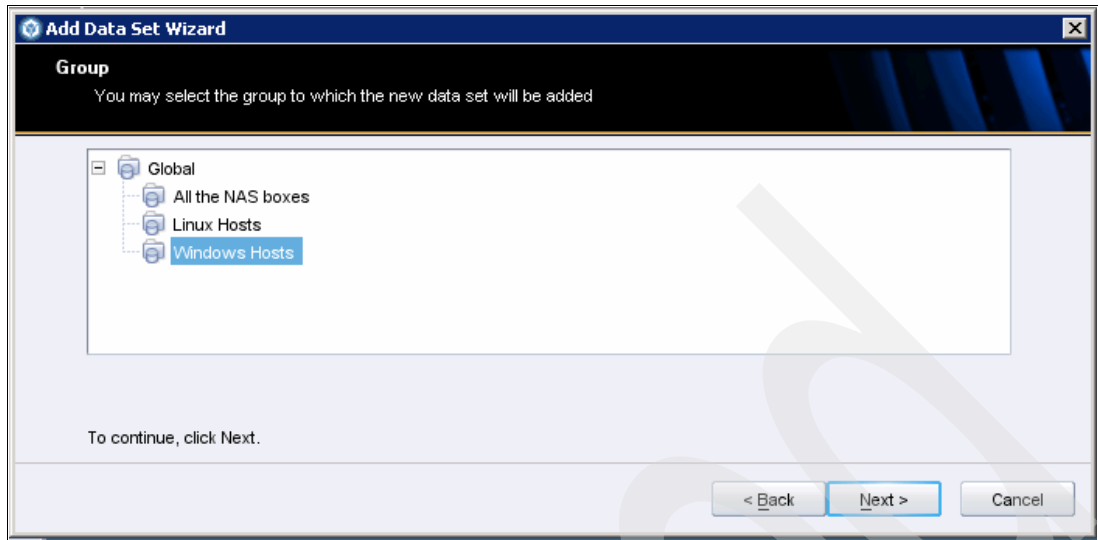 Add Data Set Wizard
Group
You may select the group to which the new data set will be added
Global
All the NAS boxes
Linux Hosts
Windows Hosts
To continue, click Next.
< Back Next > Cancel